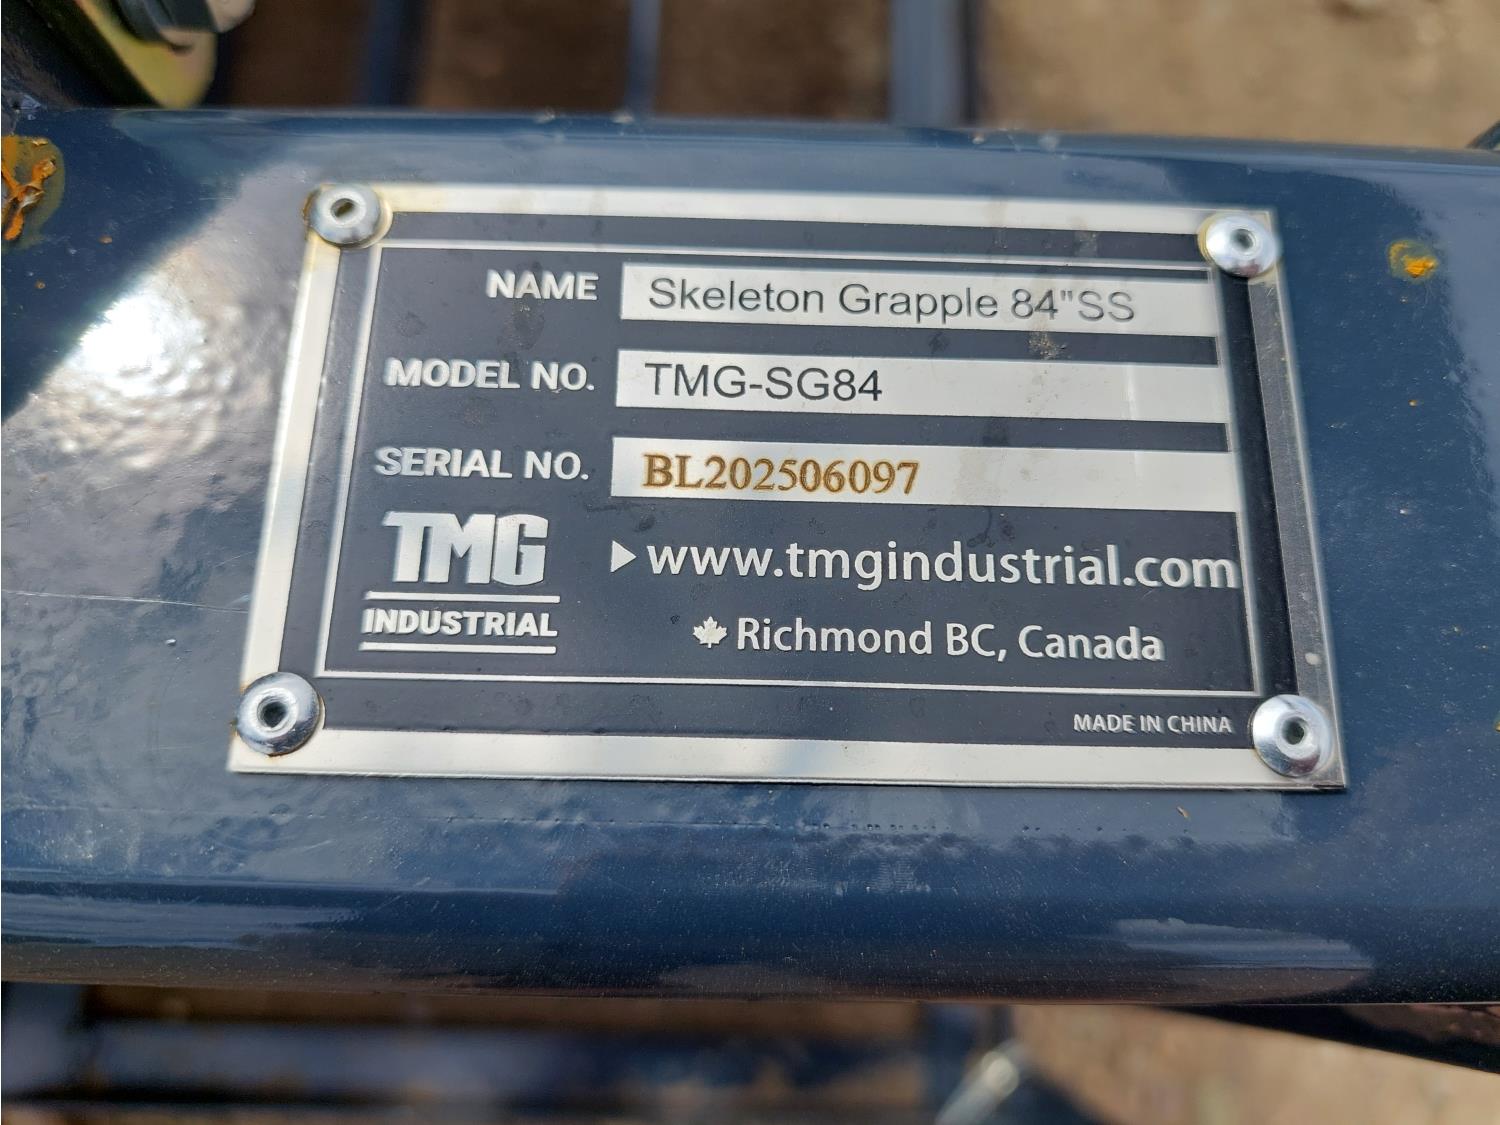 NAME Skeleton Grapple 84"SS
MODEL NO. TMG-SG84
SERIAL NO. BL202506097
TMG
INDUSTRIAL
www.tmgindustrial.com
Richmond BC, Canada
MADE IN CHINA